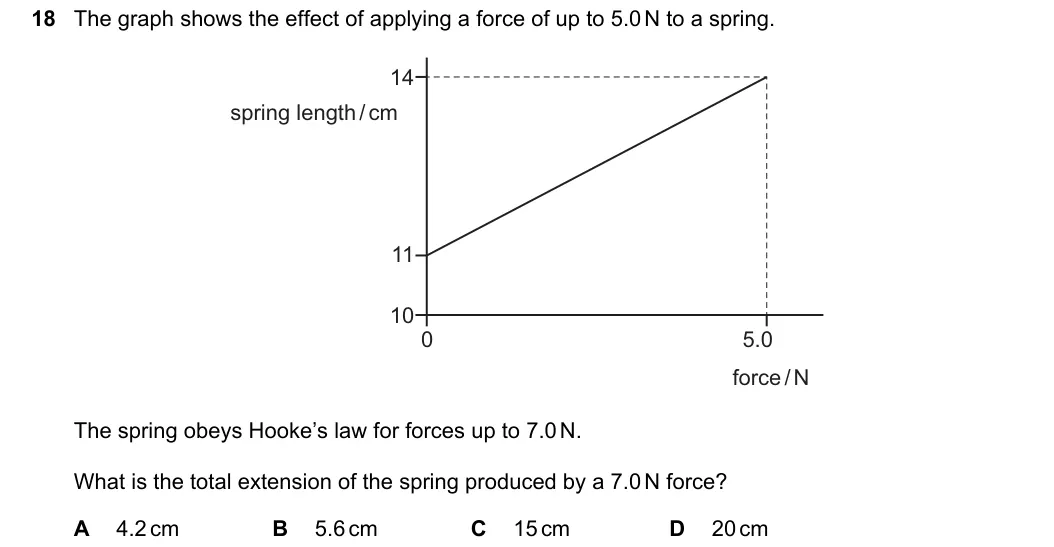 18 The graph shows the effect of applying a force of up to 5.0 N to a spring.
14
spring length / cm
11
10
0 5.0
force / N
The spring obeys Hooke’s law for forces up to 7.0 N.
What is the total extension of the spring produced by a 7.0 N force?
A 4.2 cm B 5.6 cm C 15 cm D 20 cm